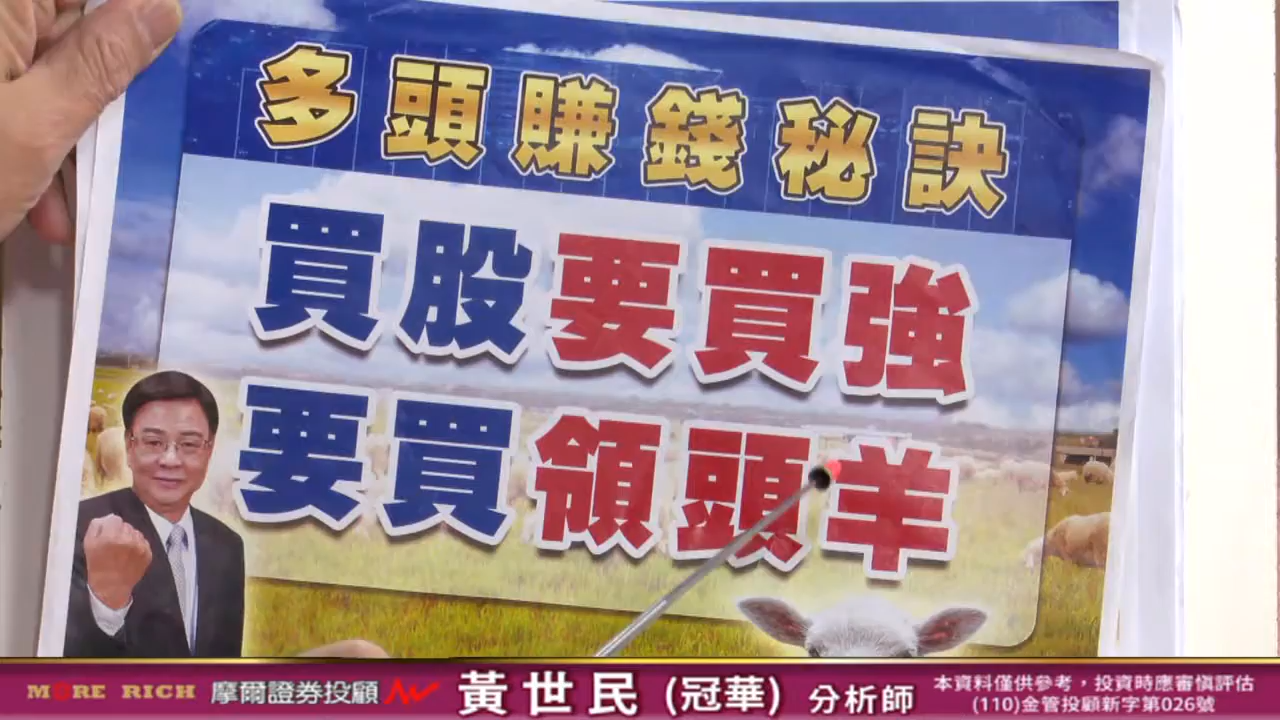 多頭賺錢秘訣
買股要買強
要買領頭羊
MORE RICH 摩爾證券投顧 黃世民(冠華) 分析師
本資料僅供參考，投資時應審慎評估
(110)金管投顧新字第026號